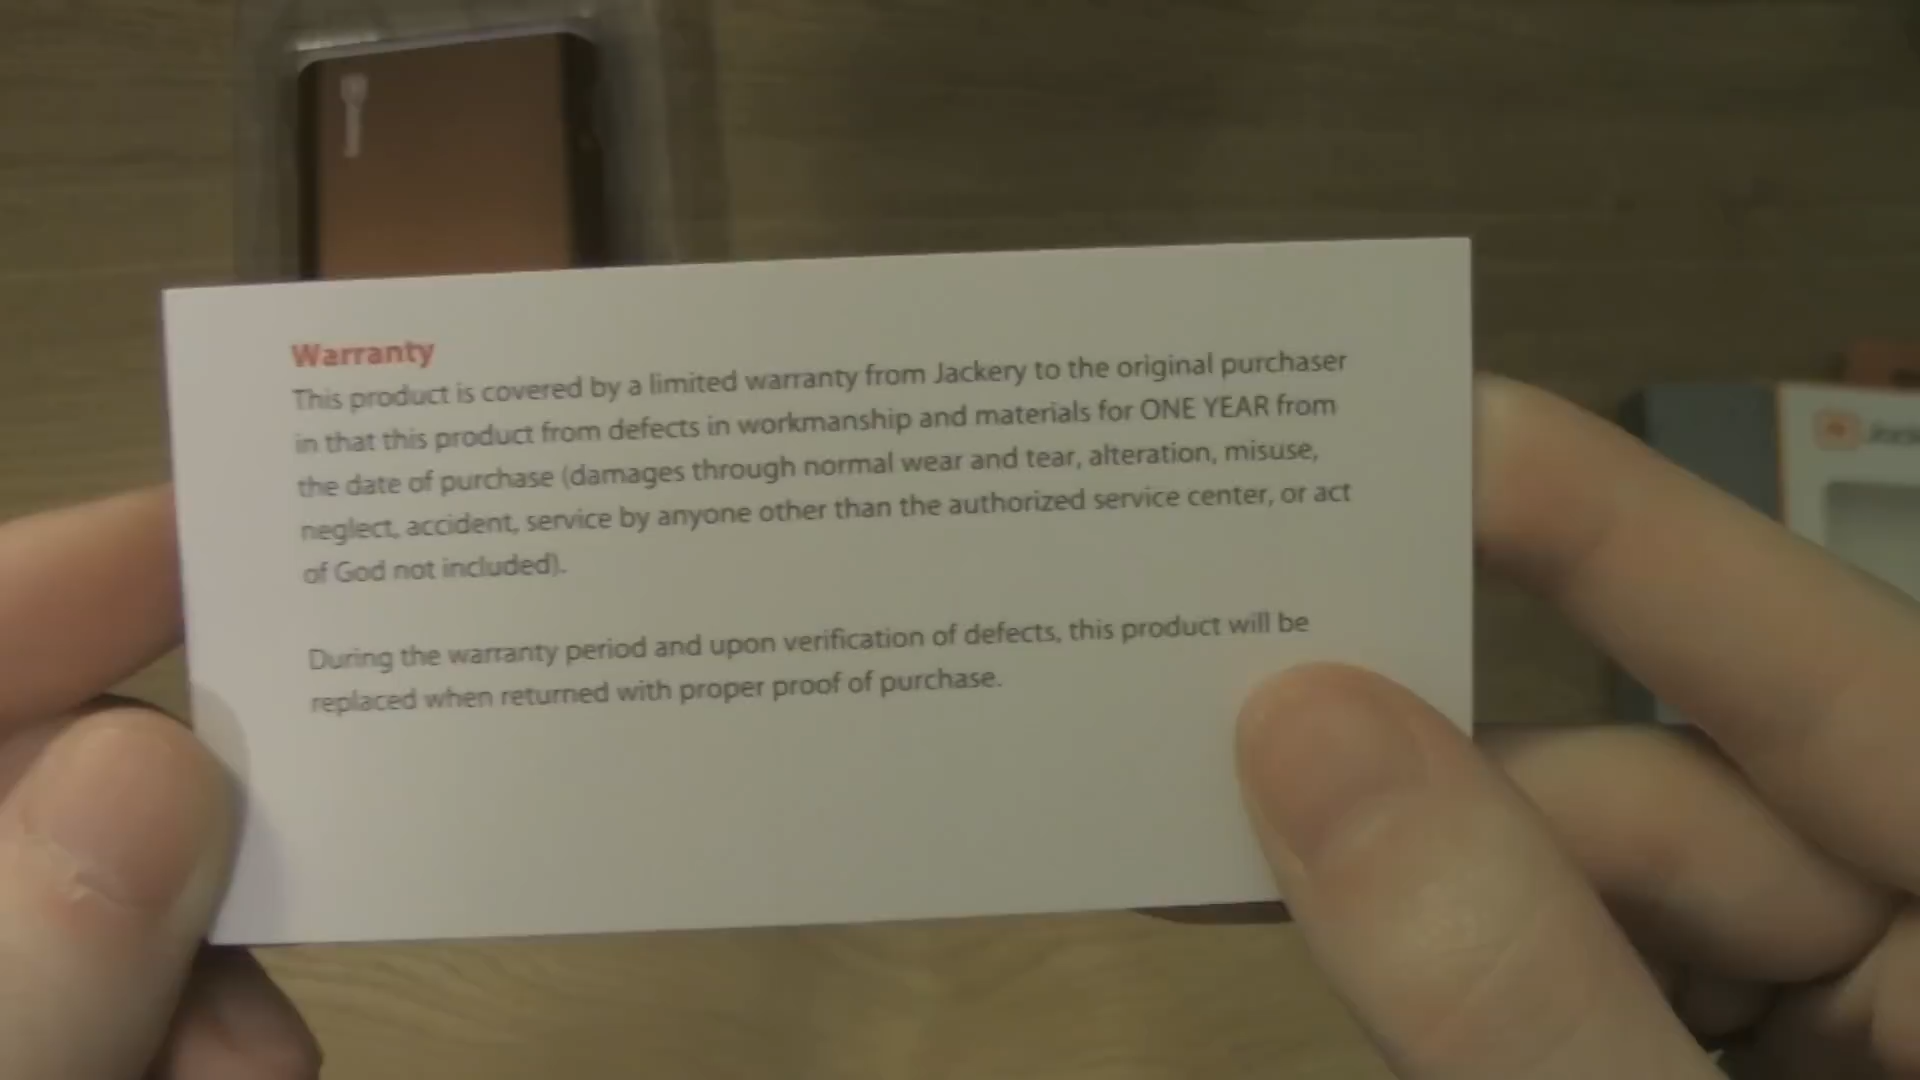 Warranty
This product is covered by a limited warranty from Jackery to the original purchaser
in that this product from defects in workmanship and materials for ONE YEAR from
the date of purchase (damages through normal wear and tear, alteration, misuse,
neglect, accident, service by anyone other than the authorized service center, or act
of God not included).
During the warranty period and upon verification of defects, this product will be
replaced when returned with proper proof of purchase.